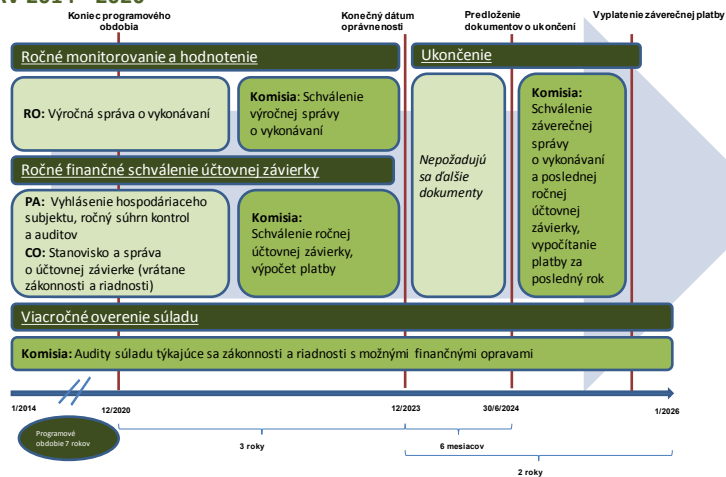 Koniec programového
obdobia
Konečný dátum
oprávnenosti
Predloženie
dokumentov o ukončení
Vyplatenie záverečnej platby
Ročné monitorovanie a hodnotenie
Ukončenie
RO: Výročná správa o vykonávaní
Komisia: Schválenie
výročnej správy
o vykonávaní
Nepožadujú
sa ďalšie
dokumenty
Komisia:
Schválenie
záverečnej
správy
o vykonávaní
a poslednej
ročnej
účtovnej
závierky,
vypočítanie
platby za
posledný rok
Ročné finančné schválenie účtovnej závierky
PA: Vyhlásenie hospodáriaceho
subjektu, ročný súhrn kontrol
a auditov
CO: Stanovisko a správa
o účtovnej závierke (vrátane
zákonnosti a riadnosti)
Komisia:
Schválenie ročnej
účtovnej závierky,
výpočet platby
Viacročné overenie súladu
Komisia: Audity súladu týkajúce sa zákonnosti a riadnosti s možnými finančnými opravami
1/2014
12/2020
12/2023
30/6/2024
1/2026
Programové
obdobie 7 rokov
3 roky
6 mesiacov
2 roky